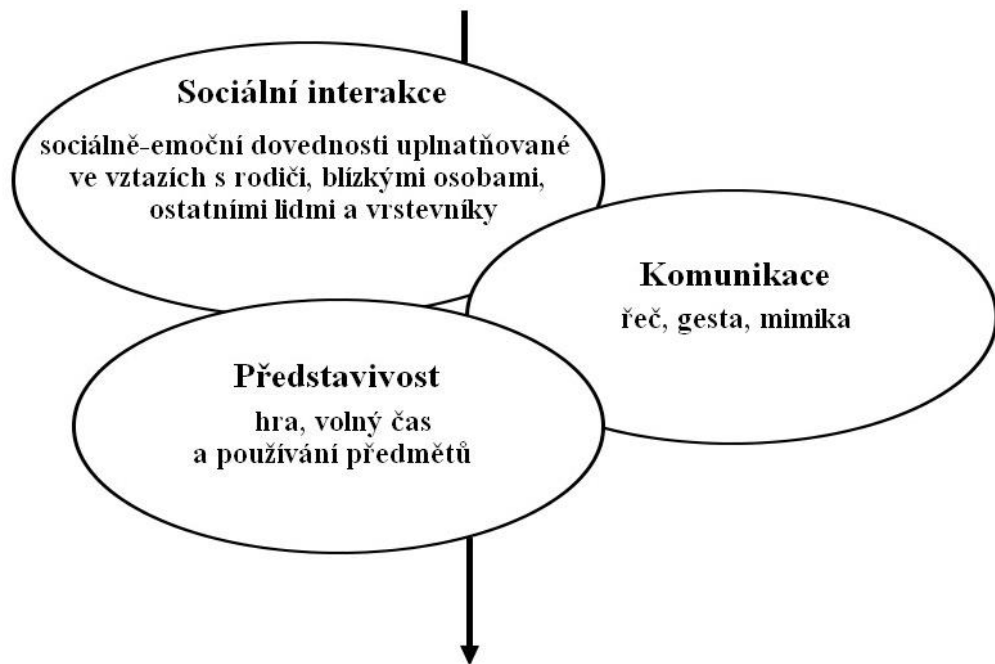 Sociální interakce
sociálně-emoční dovednosti uplnatňované
ve vztazích s rodiči, blízkými osobami,
ostatními lidmi a vrstevníky
Komunikace
řeč, gesta, mimika
Představivost
hra, volný čas
a používání předmětů